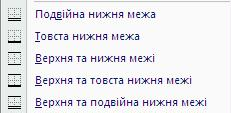 Подвійна нижня межа
Товста нижня межа
Верхня та нижня межі
Верхня та товста нижня межі
Верхня та подвійна нижня межі